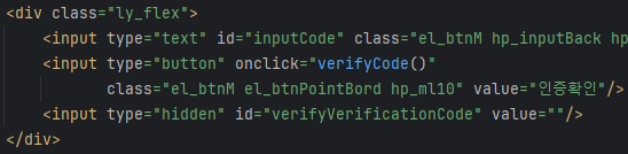 <div class="ly_flex">
<input type="text" id="inputCode" class="el_btnM hp_inputBack hp
<input type="button" onclick="verifyCode()"
class="el_btnM el_btnPointBord hp_ml10" value="인증확인"/>
<input type="hidden" id="verifyVerificationCode" value=""/>
</div>